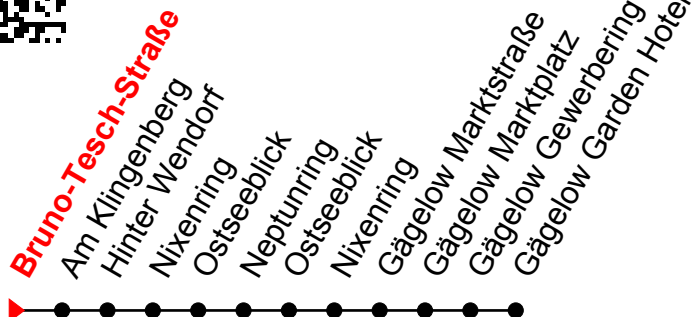 Bruno-Tesch-Straße
Am Klingenberg
Hinter Wendorf
Nixenring
Ostseeblick
Neptunring
Ostseeblick
Nixenring
Gägelow Marktstraße
Gägelow Marktplatz
Gägelow Gewerbering
Gägelow Garden Hotel